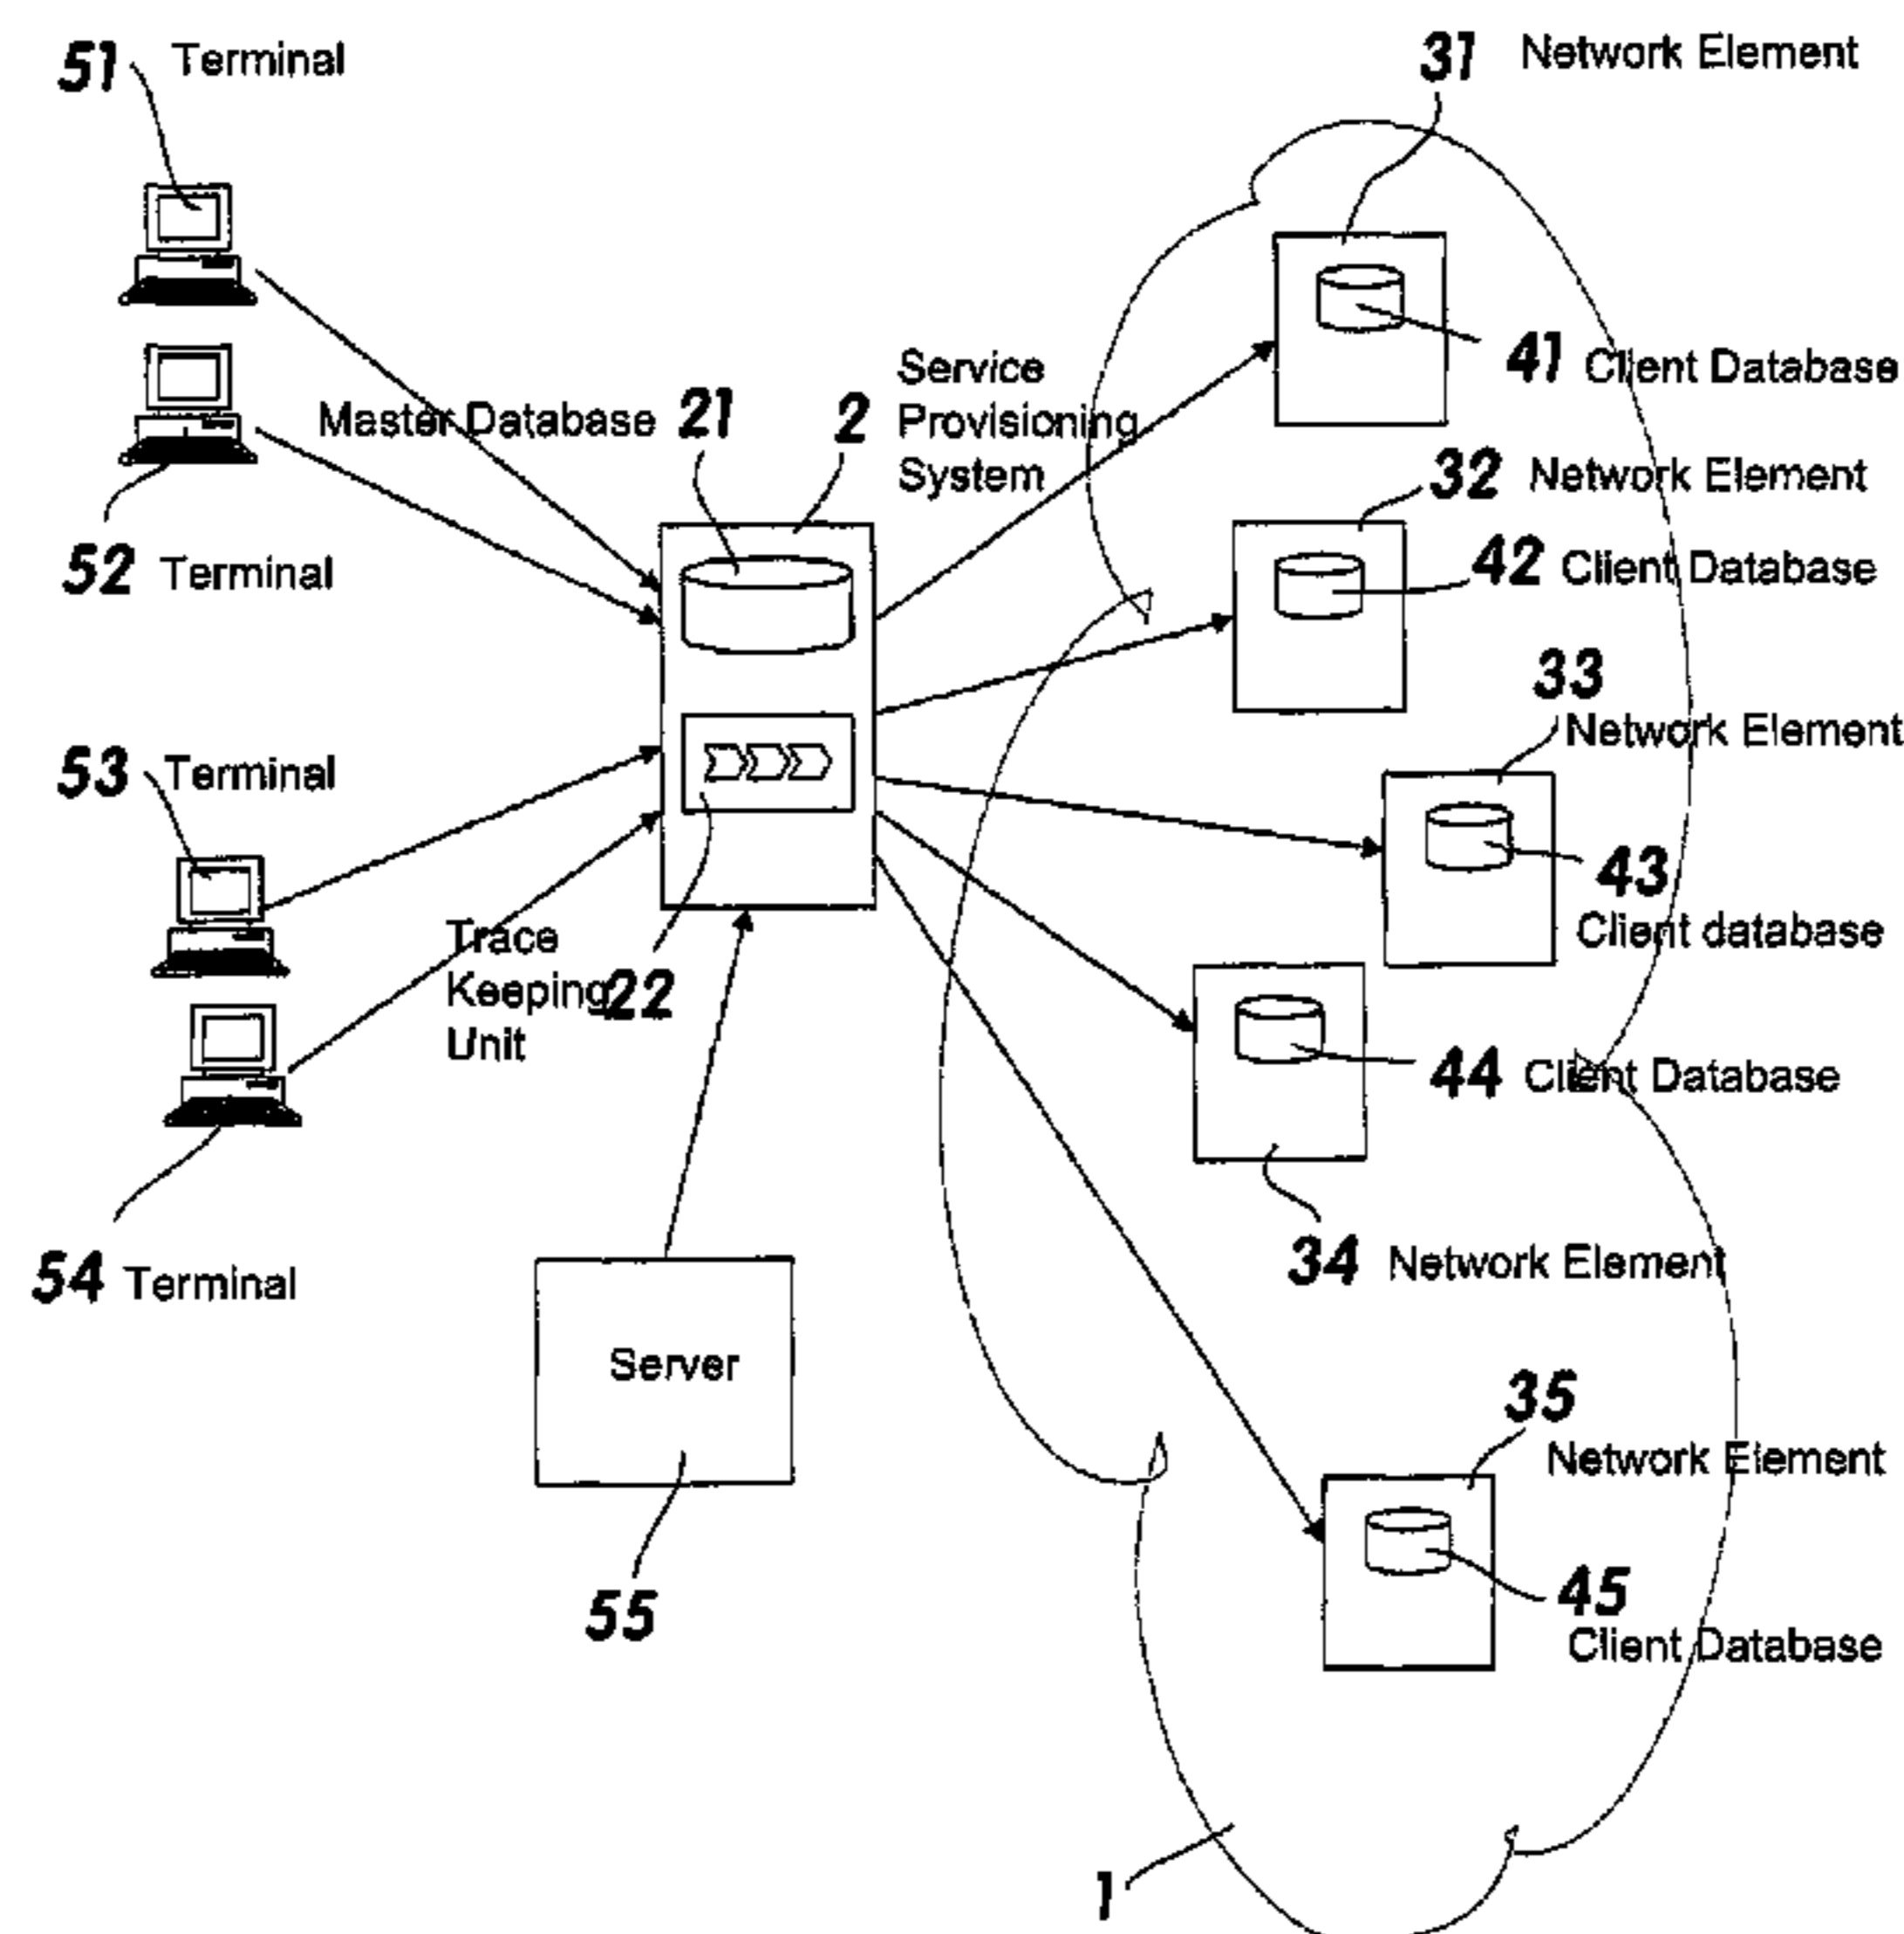 51 Terminal
31 Network Element
Service
Provisioning
System
41 Client Database
Master Database 21
2
32 Network Element
52 Terminal
42 Client Database
33
Network Element
53 Terminal
43
Client database
Trace
Keeping
Unit
22
44 Client Database
54 Terminal
34 Network Element
Server
35
Network Element
55
45
Client Database
1